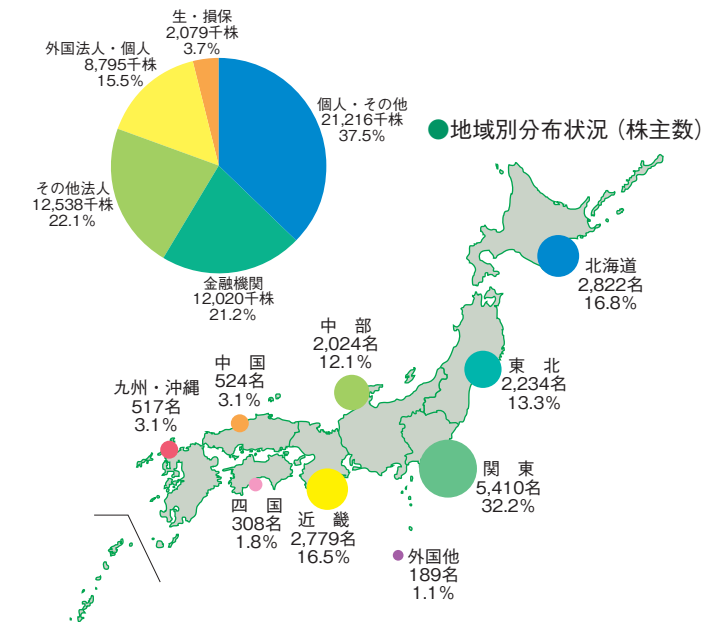 生・損保
2,079千株
3.7%
外国法人・個人
8,795千株
15.5%
個人・その他
21,216千株
37.5%
その他法人
12,538千株
22.1%
金融機関
12,020千株
21.2%
●地域別分布状況（株主数）
北海道
2,822名
16.8%
東　北
2,234名
13.3%
中　部
2,024名
12.1%
中　国
524名
3.1%
九州・沖縄
517名
3.1%
関　東
5,410名
32.2%
四　国
308名
1.8%
近　畿
2,779名
16.5%
外国他
189名
1.1%